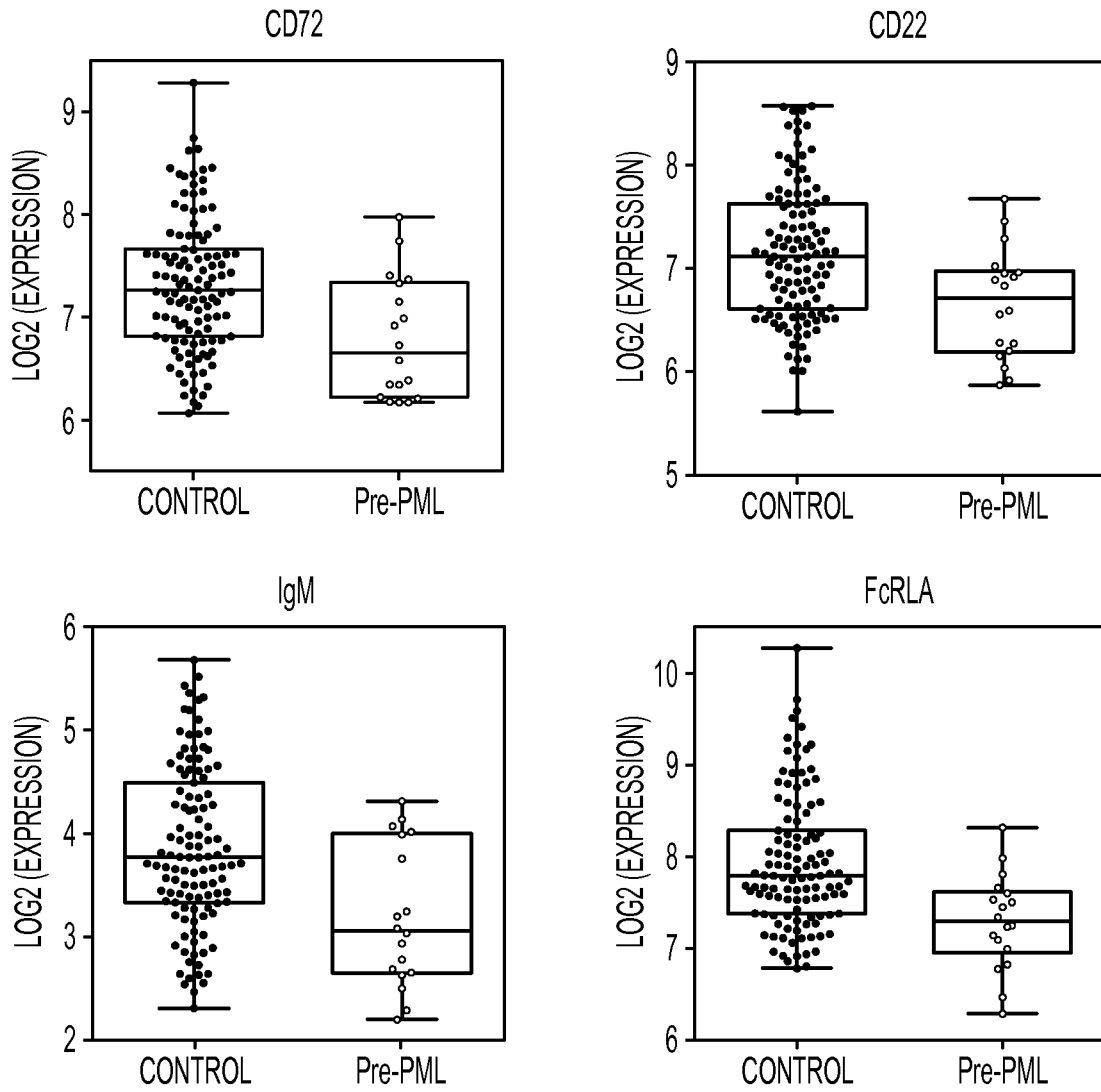 CD72
LOG2 (EXPRESSION)
9
8
7
6
CONTROL
Pre-PML
CD22
LOG2 (EXPRESSION)
9
8
7
6
5
CONTROL
Pre-PML
IgM
LOG2 (EXPRESSION)
6
5
4
3
2
CONTROL
Pre-PML
FcRLA
LOG2 (EXPRESSION)
10
9
8
7
6
CONTROL
Pre-PML